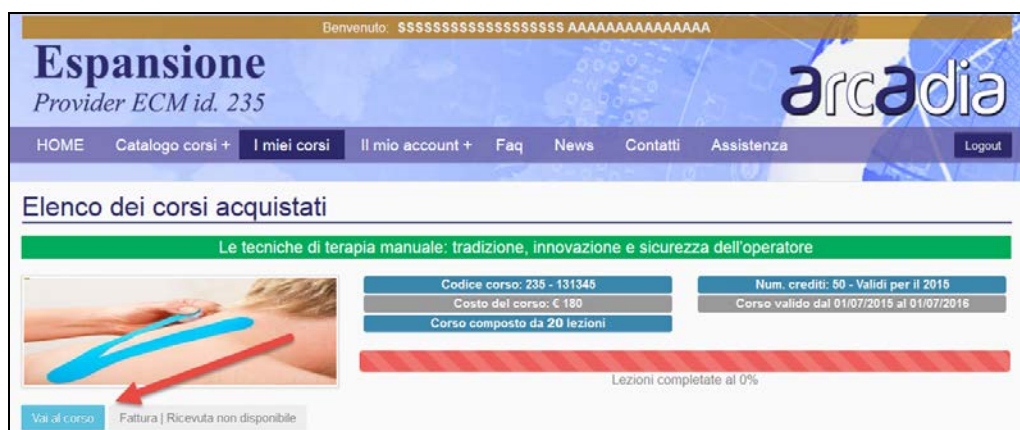 Benvenuto: SSSSSSSSSSSSSSSSSSSS AAAAAAAAAAAAAAA
Espansione
Provider ECM id. 235
arcadia
HOME Catalogo corsi + I miei corsi Il mio account + Faq News Contatti Assistenza Logout
Elenco dei corsi acquistati
Le tecniche di terapia manuale: tradizione, innovazione e sicurezza dell'operatore
Codice corso: 235 - 131345
Num. crediti: 50 - Validi per il 2015
Costo del corso: € 180
Corso valido dal 01/07/2015 al 01/07/2016
Corso composto da 20 lezioni
Lezioni completate al 0%
Vai al corso Fattura | Ricevuta non disponibile